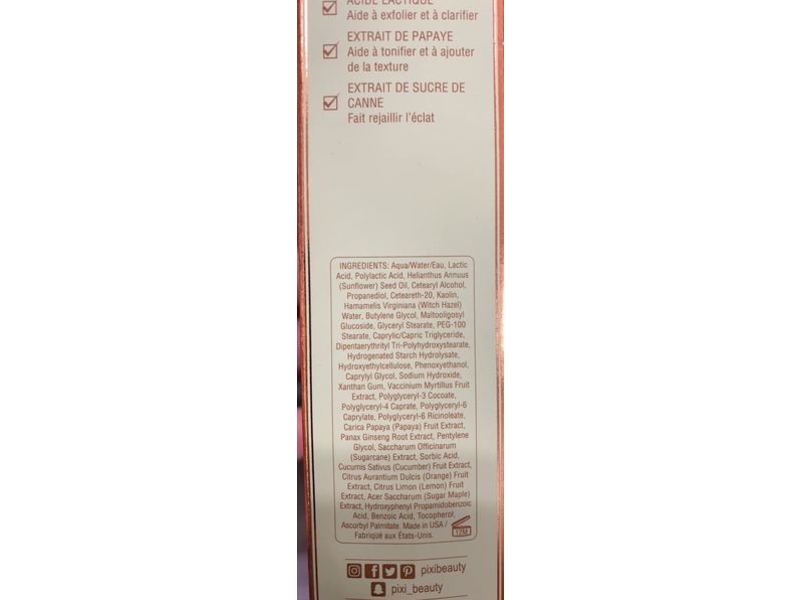 ACIDE LACTIQUE
Aide à exfolier et à clarifier
EXTRAIT DE PAPAYE
Aide à tonifier et à ajouter
de la texture
EXTRAIT DE SUCRE DE
CANNE
Fait rejaillir l'éclat
INGREDIENTS: Aqua/Water/Eau, Lactic
Acid, Polylactic Acid, Helianthus Annuus
(Sunflower) Seed Oil, Cetearyl Alcohol,
Propanediol, Ceteareth-20, Kaolin,
Hamamelis Virginiana (Witch Hazel)
Water, Butylene Glycol, Maltooligosyl
Glucoside, Glyceryl Stearate, PEG-100
Stearate, Caprylic/Capric Triglyceride,
Dipentaerythrityl Tri-Polyhydroxystearate,
Hydrogenated Starch Hydrolysate,
Hydroxyethylcellulose, Phenoxyethanol,
Caprylyl Glycol, Sodium Hydroxide,
Xanthan Gum, Vaccinium Myrtillus Fruit
Extract, Polyglyceryl-3 Cocoate,
Polyglyceryl-4 Caprate, Polyglyceryl-6
Caprylate, Polyglyceryl-6 Ricinoleate,
Carica Papaya (Papaya) Fruit Extract,
Panax Ginseng Root Extract, Pentylene
Glycol, Saccharum Officinarum
(Sugarcane) Extract, Sorbic Acid,
Cucumis Sativus (Cucumber) Fruit Extract,
Citrus Aurantium Dulcis (Orange) Fruit
Extract, Citrus Limon (Lemon) Fruit
Extract, Acer Saccharum (Sugar Maple)
Extract, Hydroxyphenyl Propamidobenzoic
Acid, Benzoic Acid, Tocopherol,
Ascorbyl Palmitate. Made in USA /
Fabriqué aux États-Unis.
12M
pixibeauty
pixi_beauty